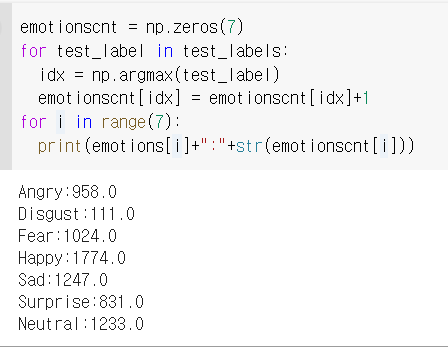 emotionscnt = np.zeros(7)
for test_label in test_labels:
  idx = np.argmax(test_label)
  emotionscnt[idx] = emotionscnt[idx]+1
for i in range(7):
  print(emotions[i]+":"+str(emotionscnt[i]))
Angry:958.0
Disgust:111.0
Fear:1024.0
Happy:1774.0
Sad:1247.0
Surprise:831.0
Neutral:1233.0